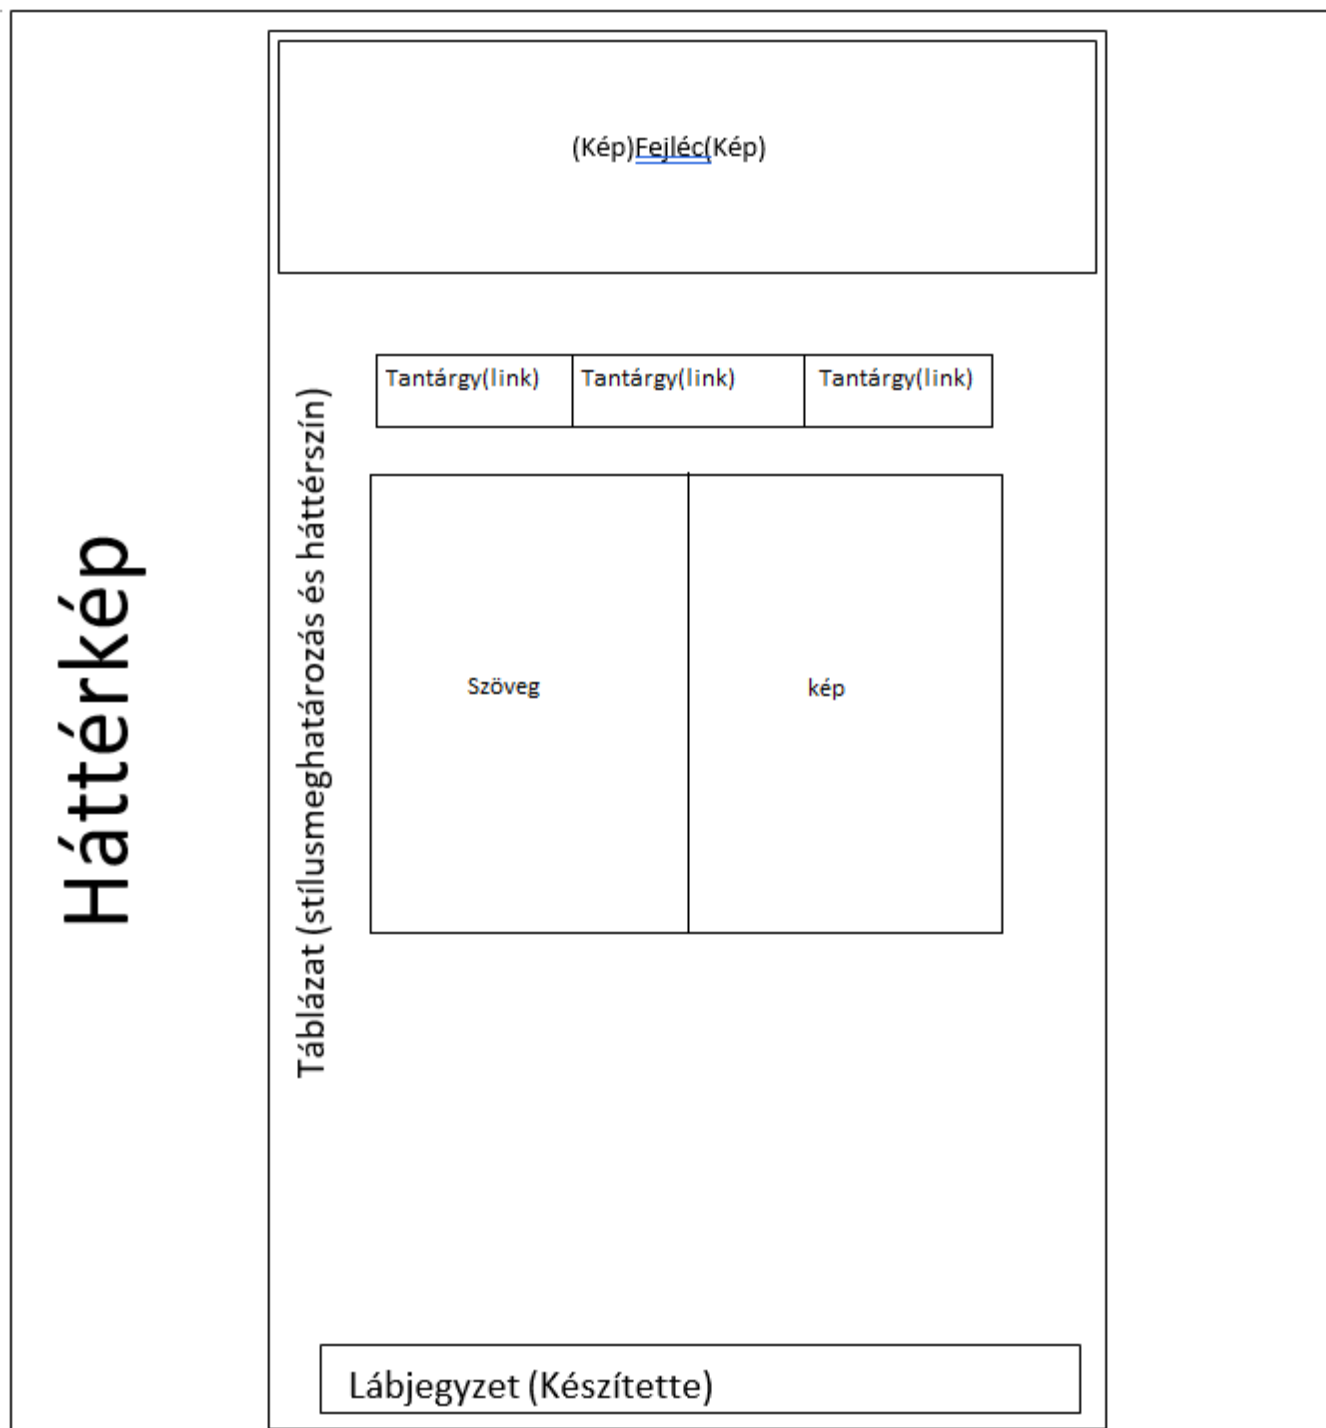 (Kép)Fejléc(Kép)
Tantárgy(link)
Tantárgy(link)
Tantárgy(link)
Háttérkép
Táblázat (stílusmeghatározás és háttérszín)
Szöveg
kép
Lábjegyzet (Készítette)